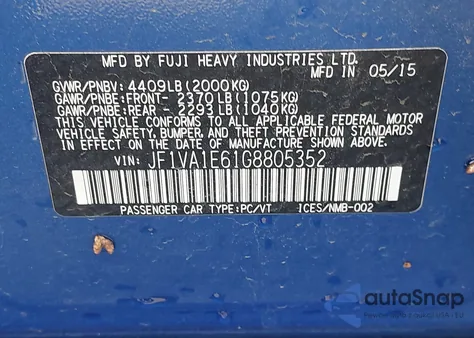 MFD BY FUJI HEAVY INDUSTRIES LTD.
MFD IN 05/15
GVWR/PNBV: 4409LB(2000KG)
GAWR/PNBE:FRONT- 2370LB(1075KG)
GAWR/PNBE:REAR - 2293LB(1040KG)
THIS VEHICLE CONFORMS TO ALL APPLICABLE FEDERAL MOTOR
VEHICLE SAFETY, BUMPER, AND THEFT PREVENTION STANDARDS
IN EFFECT ON THE DATE OF MANUFACTURE SHOWN ABOVE.
VIN: JF1VA1E61G8805352
PASSENGER CAR TYPE:PC/VT ICES/NMB-002
autoSnap